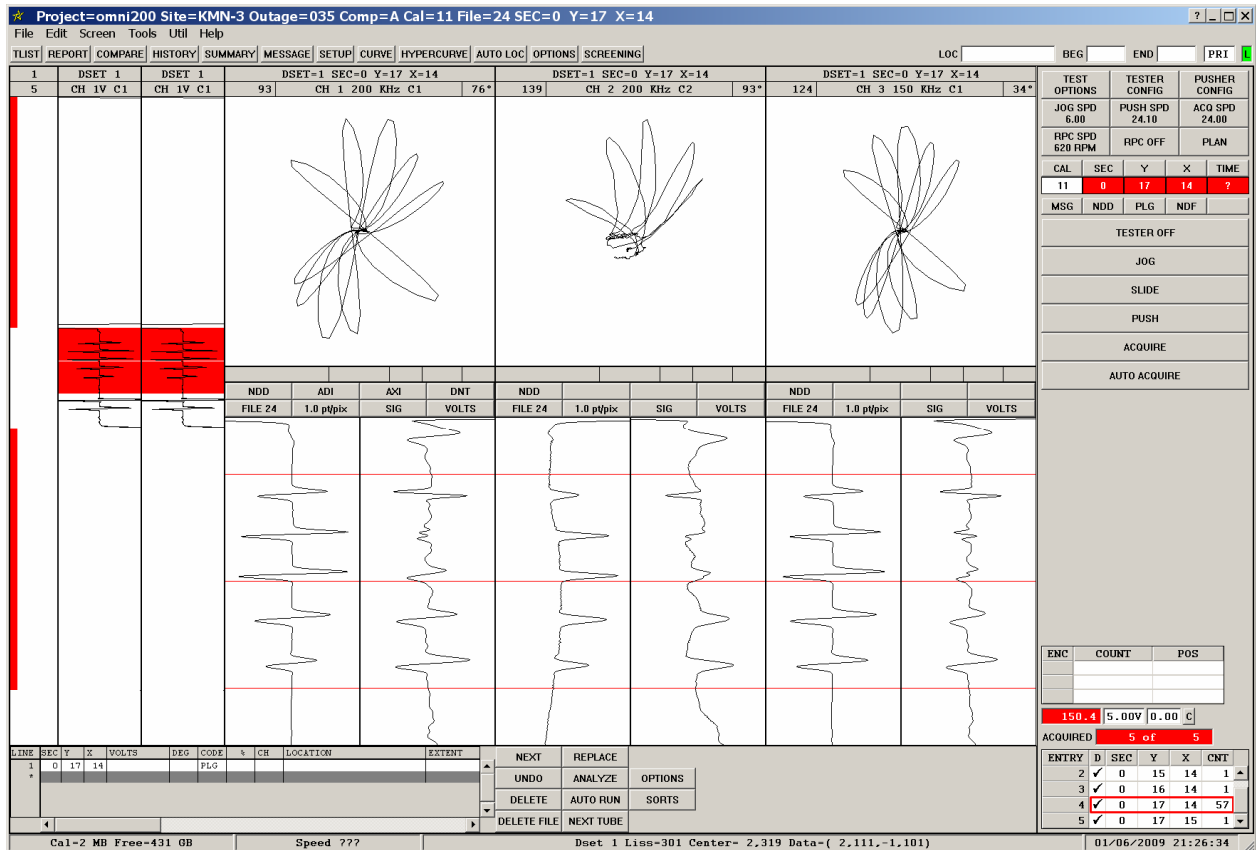 Project=omni200 Site=KMN-3 Outage=035 Comp=A Cal=11 File=24 SEC=0 Y=17 X=14
File Edit Screen Tools Util Help
TLIST REPORT COMPARE HISTORY SUMMARY MESSAGE SETUP CURVE HYPERCURVE AUTO LOC OPTIONS SCREENING LOC BEG END PRI L
1 DSET 1 DSET 1 DSET=1 SEC=0 Y=17 X=14 DSET=1 SEC=0 Y=17 X=14 DSET=1 SEC=0 Y=17 X=14
5 CH 1V C1 CH 1V C1 93 CH 1 200 KHz C1 76° 139 CH 2 200 KHz C2 93° 124 CH 3 150 KHz C1 34°
TEST OPTIONS TESTER CONFIG PUSHER CONFIG
JOG SPD 6.00 PUSH SPD 24.10 ACQ SPD 24.00
RPC SPD 620 RPM RPC OFF PLAN
CAL SEC Y X TIME
11 0 17 14 ?
MSG NDD PLG NDF
TESTER OFF
JOG
SLIDE
PUSH
ACQUIRE
AUTO ACQUIRE
NDD ADI AXI DNT NDD NDD
FILE 24 1.0 pt/pix SIG VOLTS FILE 24 1.0 pt/pix SIG VOLTS FILE 24 1.0 pt/pix SIG VOLTS
ENC COUNT POS
150.4 5.00V 0.00 C
ACQUIRED 5 of 5
ENTRY D SEC Y X CNT
2 ✓ 0 15 14 1
3 ✓ 0 16 14 1
4 ✓ 0 17 14 57
5 ✓ 0 17 15 1
LINE SEC Y X VOLTS DEG CODE % CH LOCATION EXTENT
1 0 17 14 PLG
*
NEXT REPLACE
UNDO ANALYZE OPTIONS
DELETE AUTO RUN SORTS
DELETE FILE NEXT TUBE
Cal-2 MB Free=431 GB Speed ??? Dset 1 Liss=301 Center= 2,319 Data=( 2,111,-1,101) 01/06/2009 21:26:34